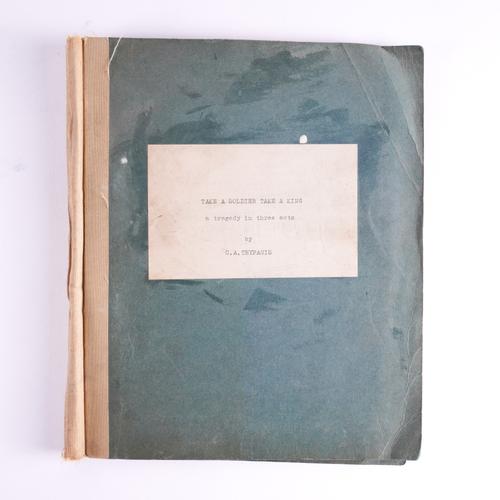 TAKE A SOLDIER TAKE A KING
a tragedy in three acts
by
C.A.TRYPANIS